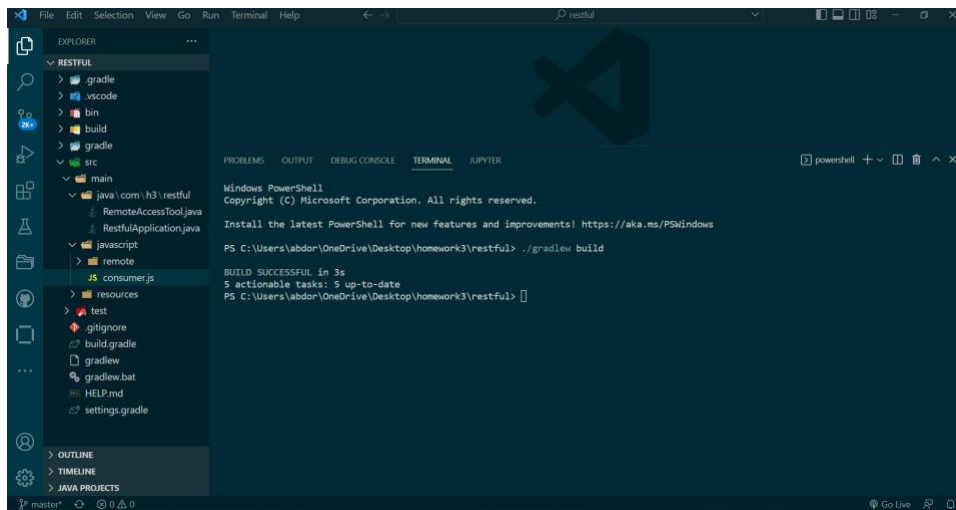 File Edit Selection View Go Run Terminal Help
restful
EXPLORER
RESTFUL
.gradle
.vscode
bin
build
gradle
src
main
java\com\h3\restful
RemoteAccessTool.java
RestfulApplication.java
javascript
remote
JS consumer.js
resources
test
.gitignore
build.gradle
gradlew
gradlew.bat
HELP.md
settings.gradle
OUTLINE
TIMELINE
JAVA PROJECTS
2K+
PROBLEMS OUTPUT DEBUG CONSOLE TERMINAL JUPYTER
powershell
Windows PowerShell
Copyright (C) Microsoft Corporation. All rights reserved.
Install the latest PowerShell for new features and improvements! https://aka.ms/PSWindows
PS C:\Users\abdor\OneDrive\Desktop\homework3\restful> ./gradlew build
BUILD SUCCESSFUL in 3s
5 actionable tasks: 5 up-to-date
PS C:\Users\abdor\OneDrive\Desktop\homework3\restful>
master* 0 0 Go Live